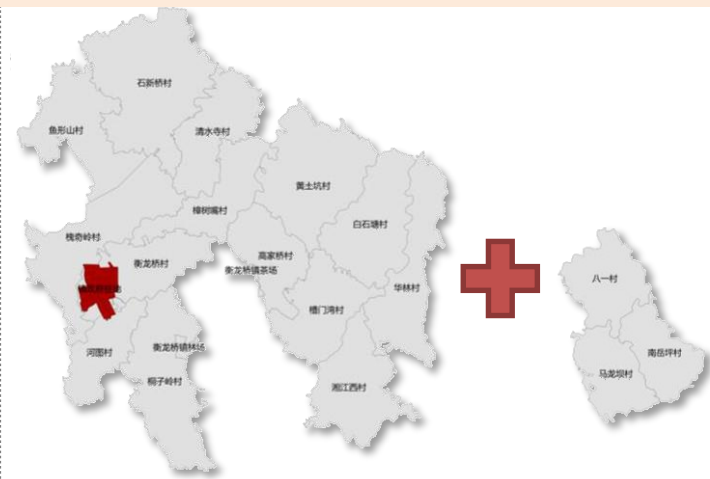 石新桥村
鱼形山村
清水寺村
黄土坑村
樟树嘴村
白石塘村
槐奇岭村
高家桥村
衡龙桥村
衡龙桥镇茶场
八一村
华林村
槽门湾村
衡龙桥镇林场
河图村
南岳坪村
马龙坝村
桐子岭村
湘江西村